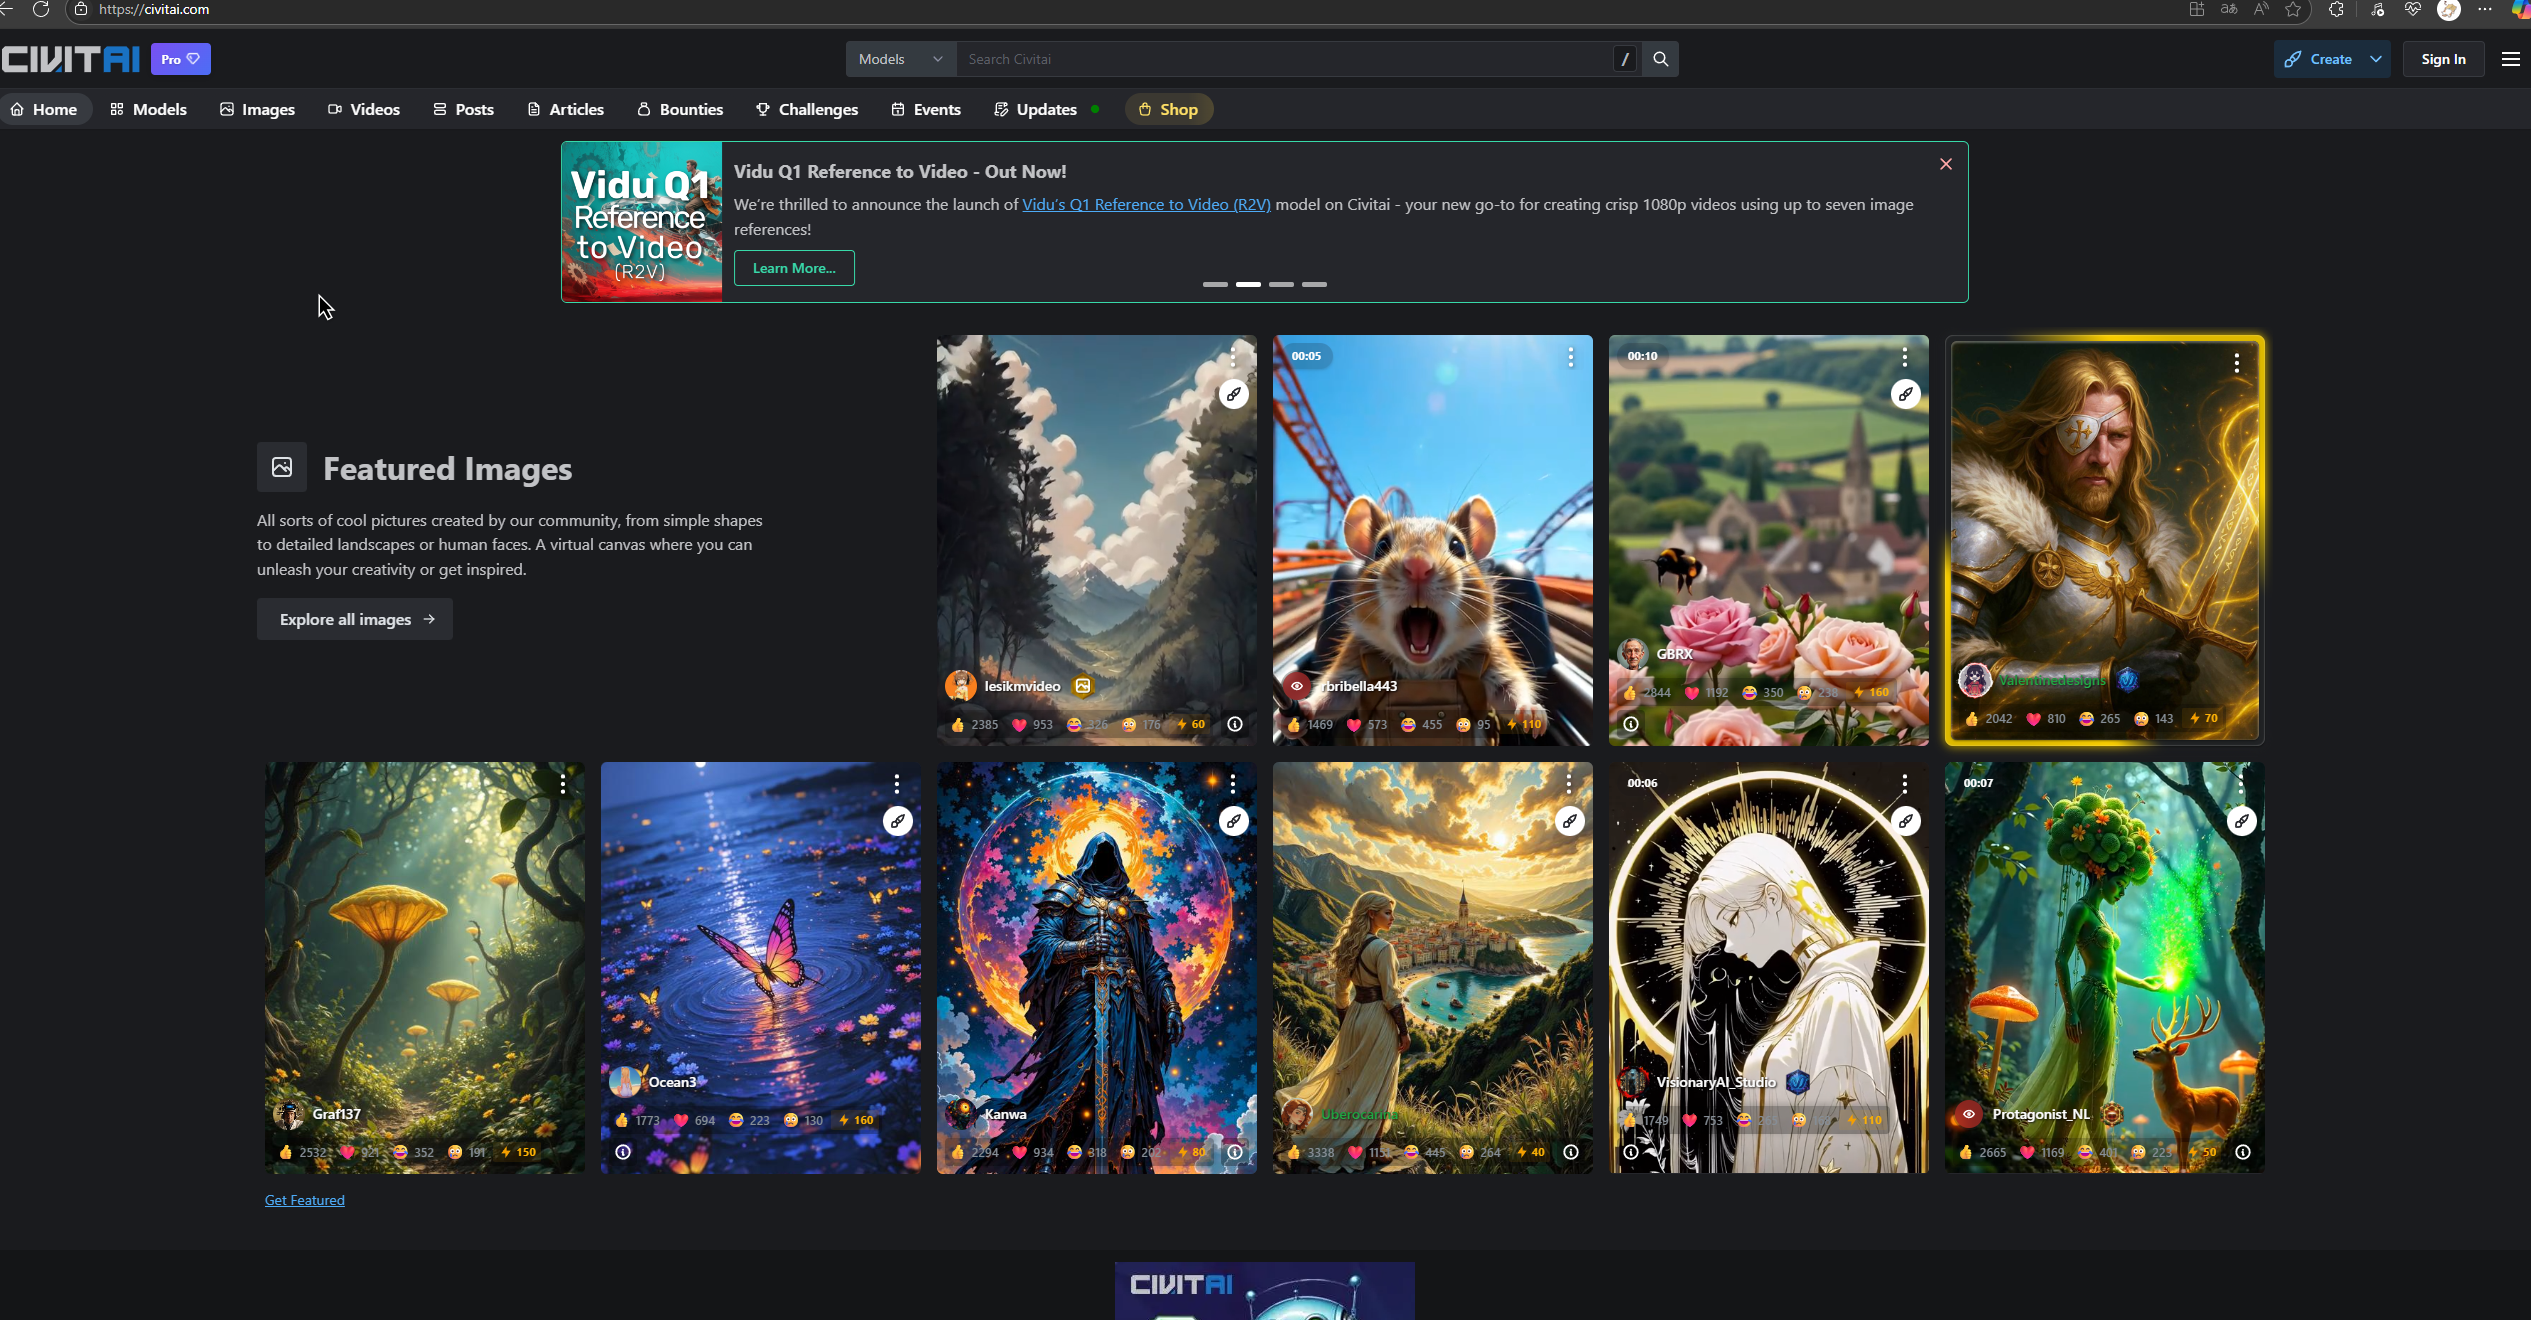 https://civitai.com
CIVITAI
Pro
Models
Search Civitai
/
Create
Sign In
Home
Models
Images
Videos
Posts
Articles
Bounties
Challenges
Events
Updates
Shop
Vidu Q1
Reference
to Video
(R2V)
Vidu Q1 Reference to Video - Out Now!
We're thrilled to announce the launch of Vidu's Q1 Reference to Video (R2V) model on Civitai - your new go-to for creating crisp 1080p videos using up to seven image
references!
Learn More...
Featured Images
All sorts of cool pictures created by our community, from simple shapes
to detailed landscapes or human faces. A virtual canvas where you can
unleash your creativity or get inspired.
Explore all images
lesikmvideo
2385 953 326 176 60
00:05
rbribella443
1469 573 455 95 110
00:10
GBRX
2844 1192 350 238 160
Valentinedesigns
2042 810 265 143 70
Graf137
2532 921 352 191 150
Ocean3
1773 694 223 130 160
Kanwa
2294 934 318 202 80
Uberocarina
3338 1151 445 264 40
00:06
VisionaryAI_Studio
1749 753 110
00:07
Protagonist_NL
2665 1169 401 50
Get Featured
CIVITAI